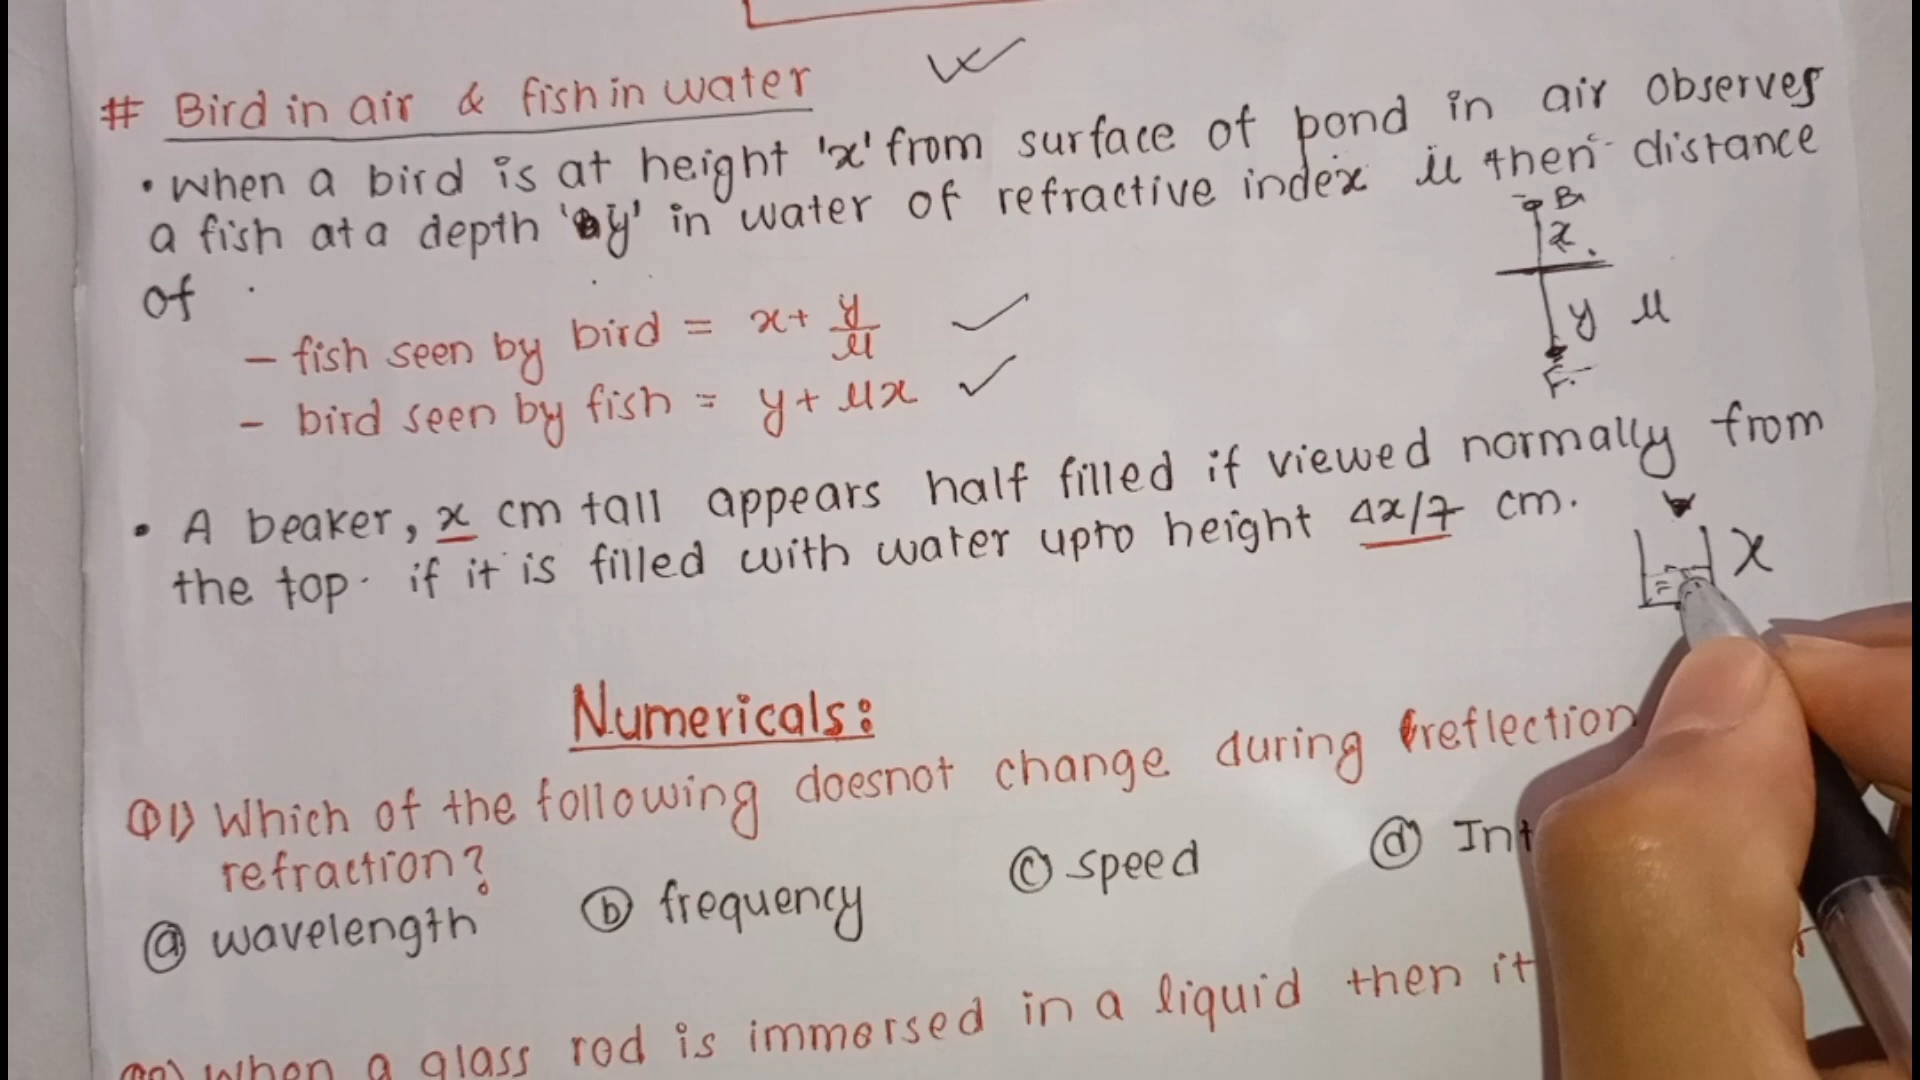 # Bird in air & fish in water
• when a bird is at height 'x' from surface of pond in air observes
a fish at a depth 'y' in water of refractive index μ then distance
of
B
x
y μ
F
– fish seen by bird = x + y/μ
– bird seen by fish = y + μx
• A beaker, x cm tall appears half filled if viewed normally from
the top. if it is filled with water upto height 4x/7 cm.
x
Numericals:
Q1) Which of the following doesnot change during reflection
refraction?
ⓐ wavelength ⓑ frequency ⓒ speed ⓓ Int
When a glass rod is immersed in a liquid then it